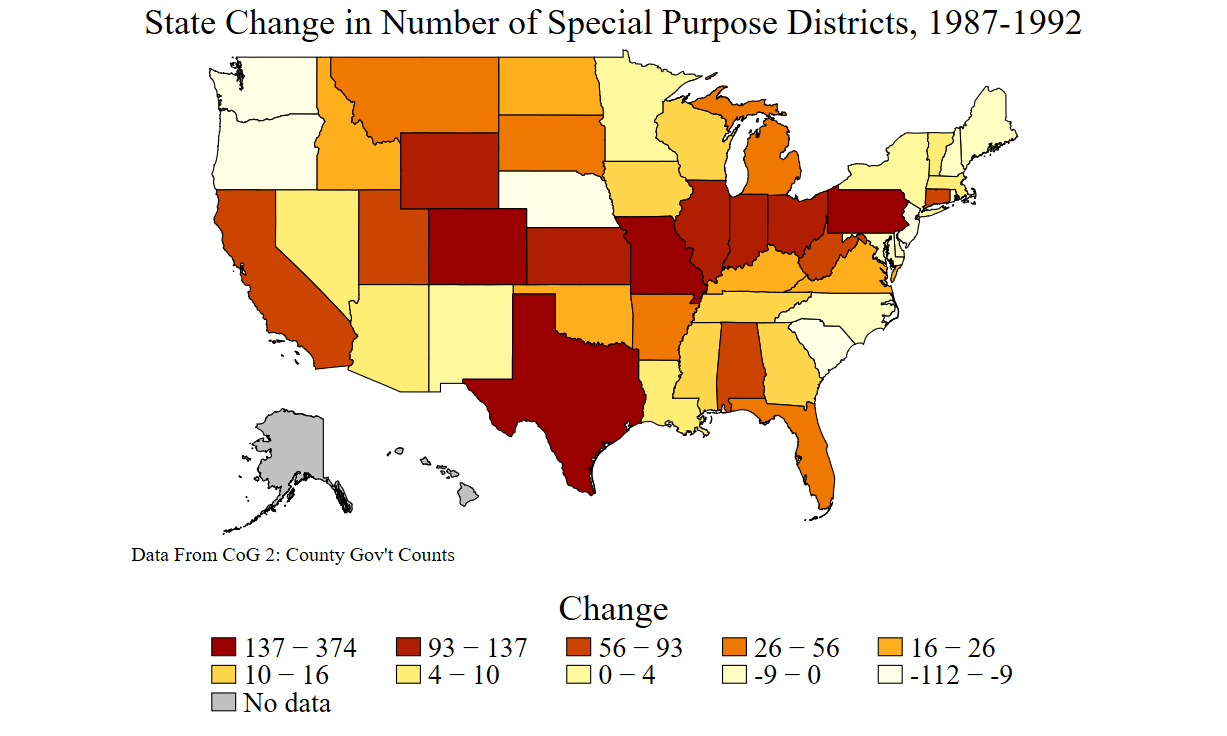 State Change in Number of Special Purpose Districts, 1987-1992
Data From CoG 2: County Gov't Counts
Change
137 − 374 93 − 137 56 − 93 26 − 56 16 − 26
10 − 16 4 − 10 0 − 4 -9 − 0 -112 − -9
No data